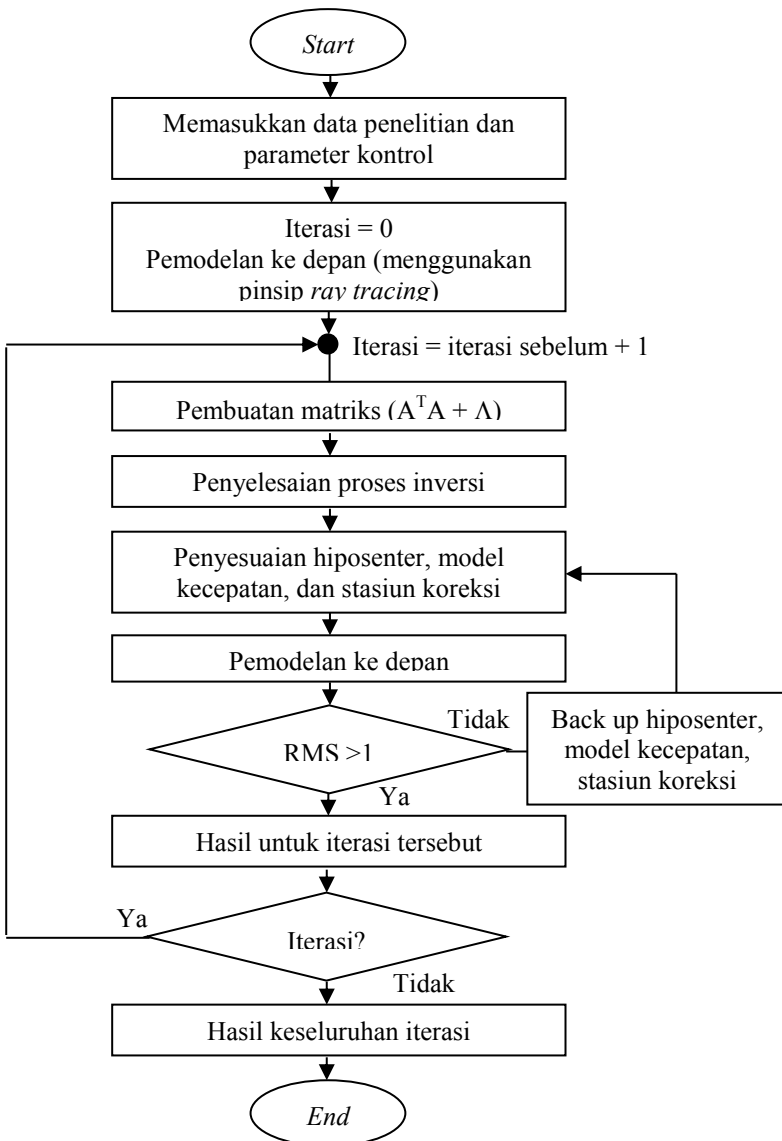 Start
Memasukkan data penelitian dan
parameter kontrol
Iterasi = 0
Pemodelan ke depan (menggunakan
pinsip ray tracing)
Iterasi = iterasi sebelum + 1
Pembuatan matriks (AᵀA + Λ)
Penyelesaian proses inversi
Penyesuaian hiposenter, model
kecepatan, dan stasiun koreksi
Pemodelan ke depan
RMS >1
Tidak
Back up hiposenter,
model kecepatan,
stasiun koreksi
Ya
Hasil untuk iterasi tersebut
Ya
Iterasi?
Tidak
Hasil keseluruhan iterasi
End